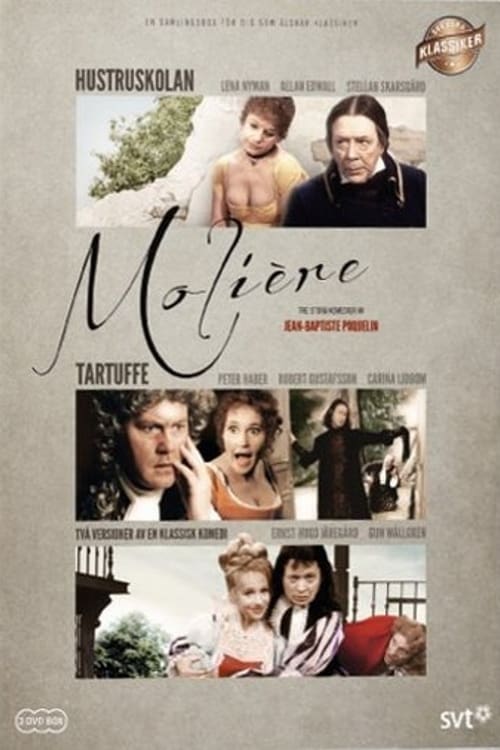 EN SAMLINGSBOX FÖR DIG SOM ÄLSKAR KLASSIKER
SVENSKA
KLASSIKER
HUSTRUSKOLAN LENA NYMAN ALLAN EDWALL STELLAN SKARSGÅRD
Molière
TRE STORA KOMEDIER AV
JEAN-BAPTISTE POQUELIN
TARTUFFE PETER HABER ROBERT GUSTAFSSON CARINA LIDBOM
TVÅ VERSIONER AV EN KLASSISK KOMEDI ERNST-HUGO JÄREGÅRD GUN WÅLLGREN
3 DVD BOX
svt